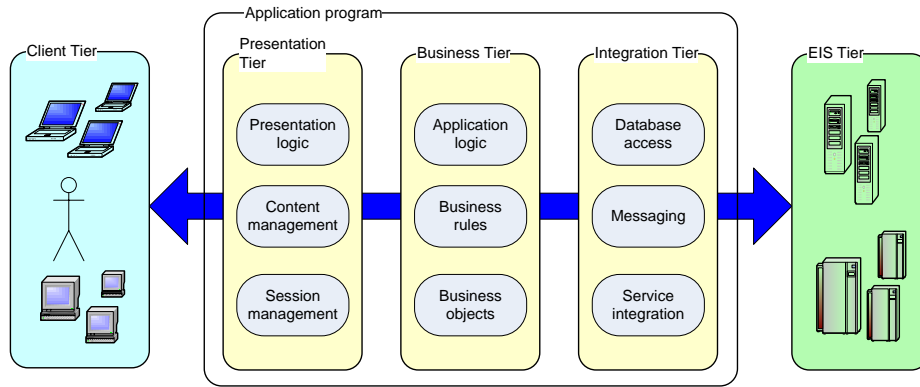 Application program
Client Tier
Presentation
Tier
Business Tier
Integration Tier
EIS Tier
Presentation
logic
Application
logic
Database
access
Content
management
Business
rules
Messaging
Session
management
Business
objects
Service
integration